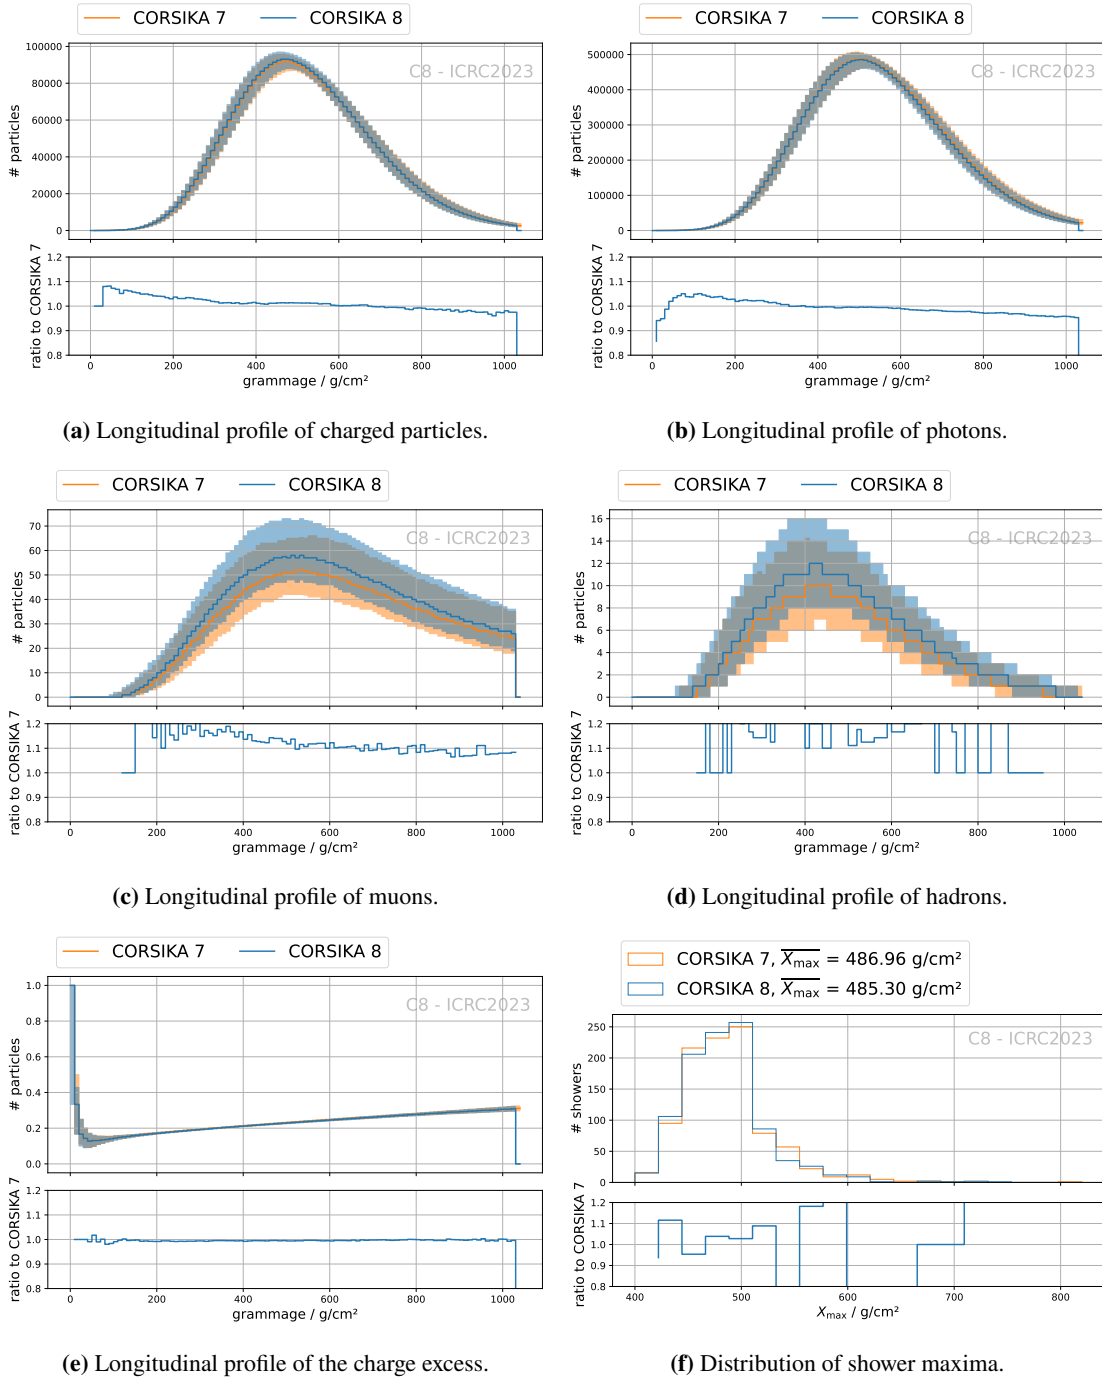 CORSIKA 7 CORSIKA 8
100000
80000
60000
40000
20000
0
# particles
C8 - ICRC2023
1.2
1.1
1.0
0.9
0.8
ratio to CORSIKA 7
0 200 400 600 800 1000
grammage / g/cm²
(a) Longitudinal profile of charged particles.
CORSIKA 7 CORSIKA 8
500000
400000
300000
200000
100000
0
# particles
C8 - ICRC2023
1.2
1.1
1.0
0.9
0.8
ratio to CORSIKA 7
0 200 400 600 800 1000
grammage / g/cm²
(b) Longitudinal profile of photons.
CORSIKA 7 CORSIKA 8
70
60
50
40
30
20
10
0
# particles
C8 - ICRC2023
1.2
1.1
1.0
0.9
0.8
ratio to CORSIKA 7
0 200 400 600 800 1000
grammage / g/cm²
(c) Longitudinal profile of muons.
CORSIKA 7 CORSIKA 8
16
14
12
10
8
6
4
2
0
# particles
C8 - ICRC2023
1.2
1.1
1.0
0.9
0.8
ratio to CORSIKA 7
0 200 400 600 800 1000
grammage / g/cm²
(d) Longitudinal profile of hadrons.
CORSIKA 7 CORSIKA 8
1.0
0.8
0.6
0.4
0.2
0.0
# particles
C8 - ICRC2023
1.2
1.1
1.0
0.9
0.8
ratio to CORSIKA 7
0 200 400 600 800 1000
grammage / g/cm²
(e) Longitudinal profile of the charge excess.
CORSIKA 7, X̅max = 486.96 g/cm²
CORSIKA 8, X̅max = 485.30 g/cm²
250
200
150
100
50
0
# showers
C8 - ICRC2023
1.2
1.1
1.0
0.9
0.8
ratio to CORSIKA 7
400 500 600 700 800
Xmax / g/cm²
(f) Distribution of shower maxima.